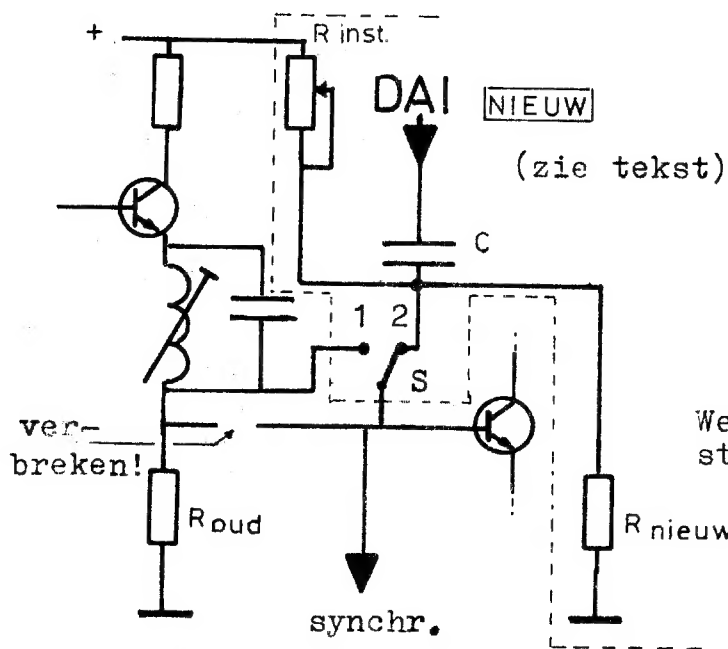 +
R inst.
DAI NIEUW
(zie tekst)
C
1 2
S
ver-
breken!
We
st
R oud
R nieuw
synchr.